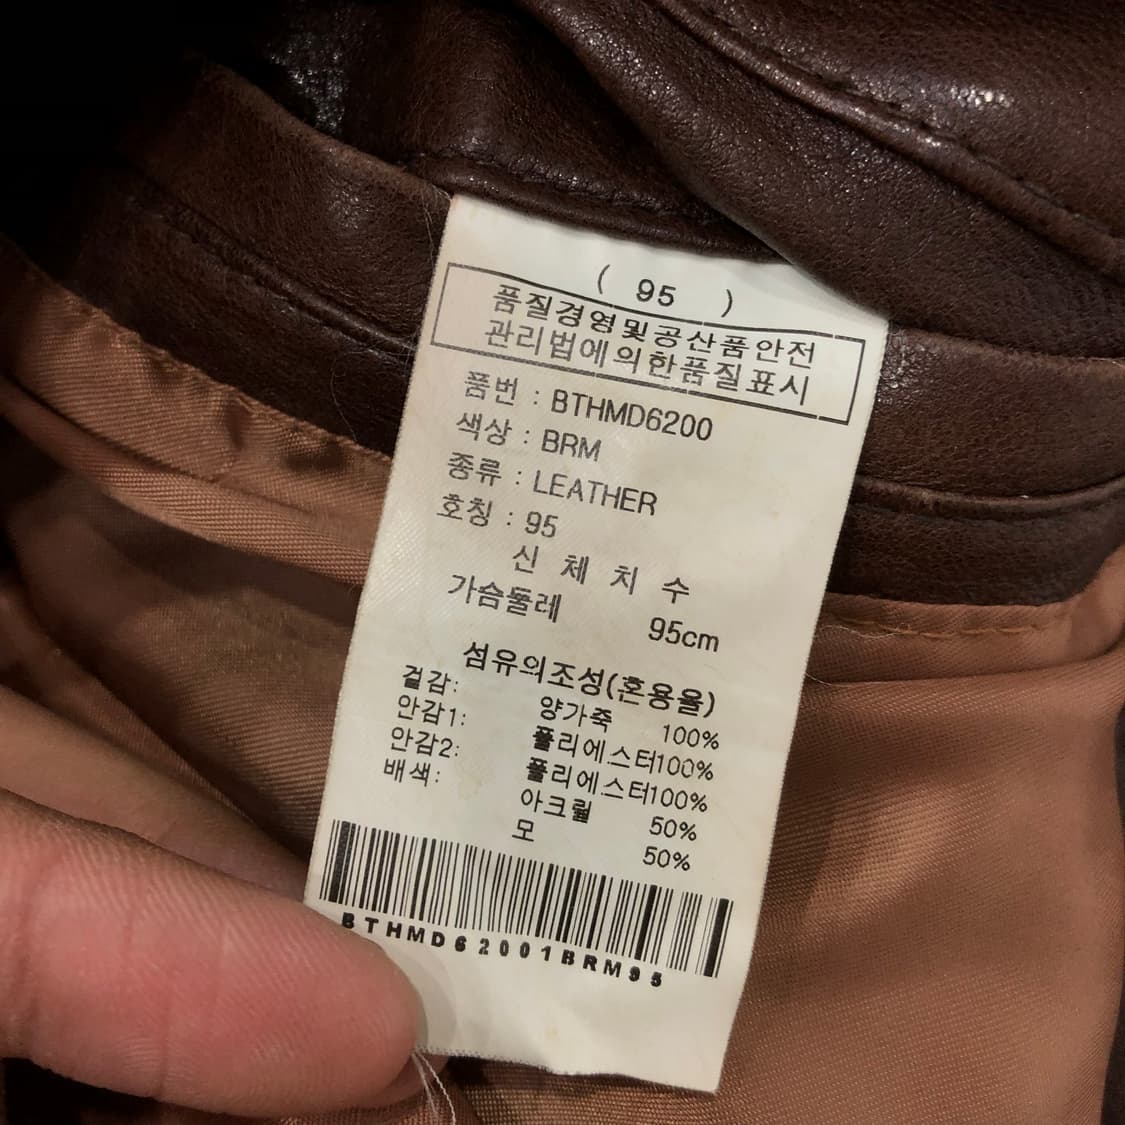 ( 95 )
품질경영및공산품안전
관리법에의한품질표시
품번 : BTHMD6200
색상 : BRM
종류 : LEATHER
호칭 : 95
신 체 치 수
가슴둘레 95cm
섬유의조성(혼용율)
겉감: 양가죽 100%
안감1: 폴리에스터100%
안감2: 폴리에스터100%
배색: 아크릴 50%
모 50%
BTHMD62001BRM95